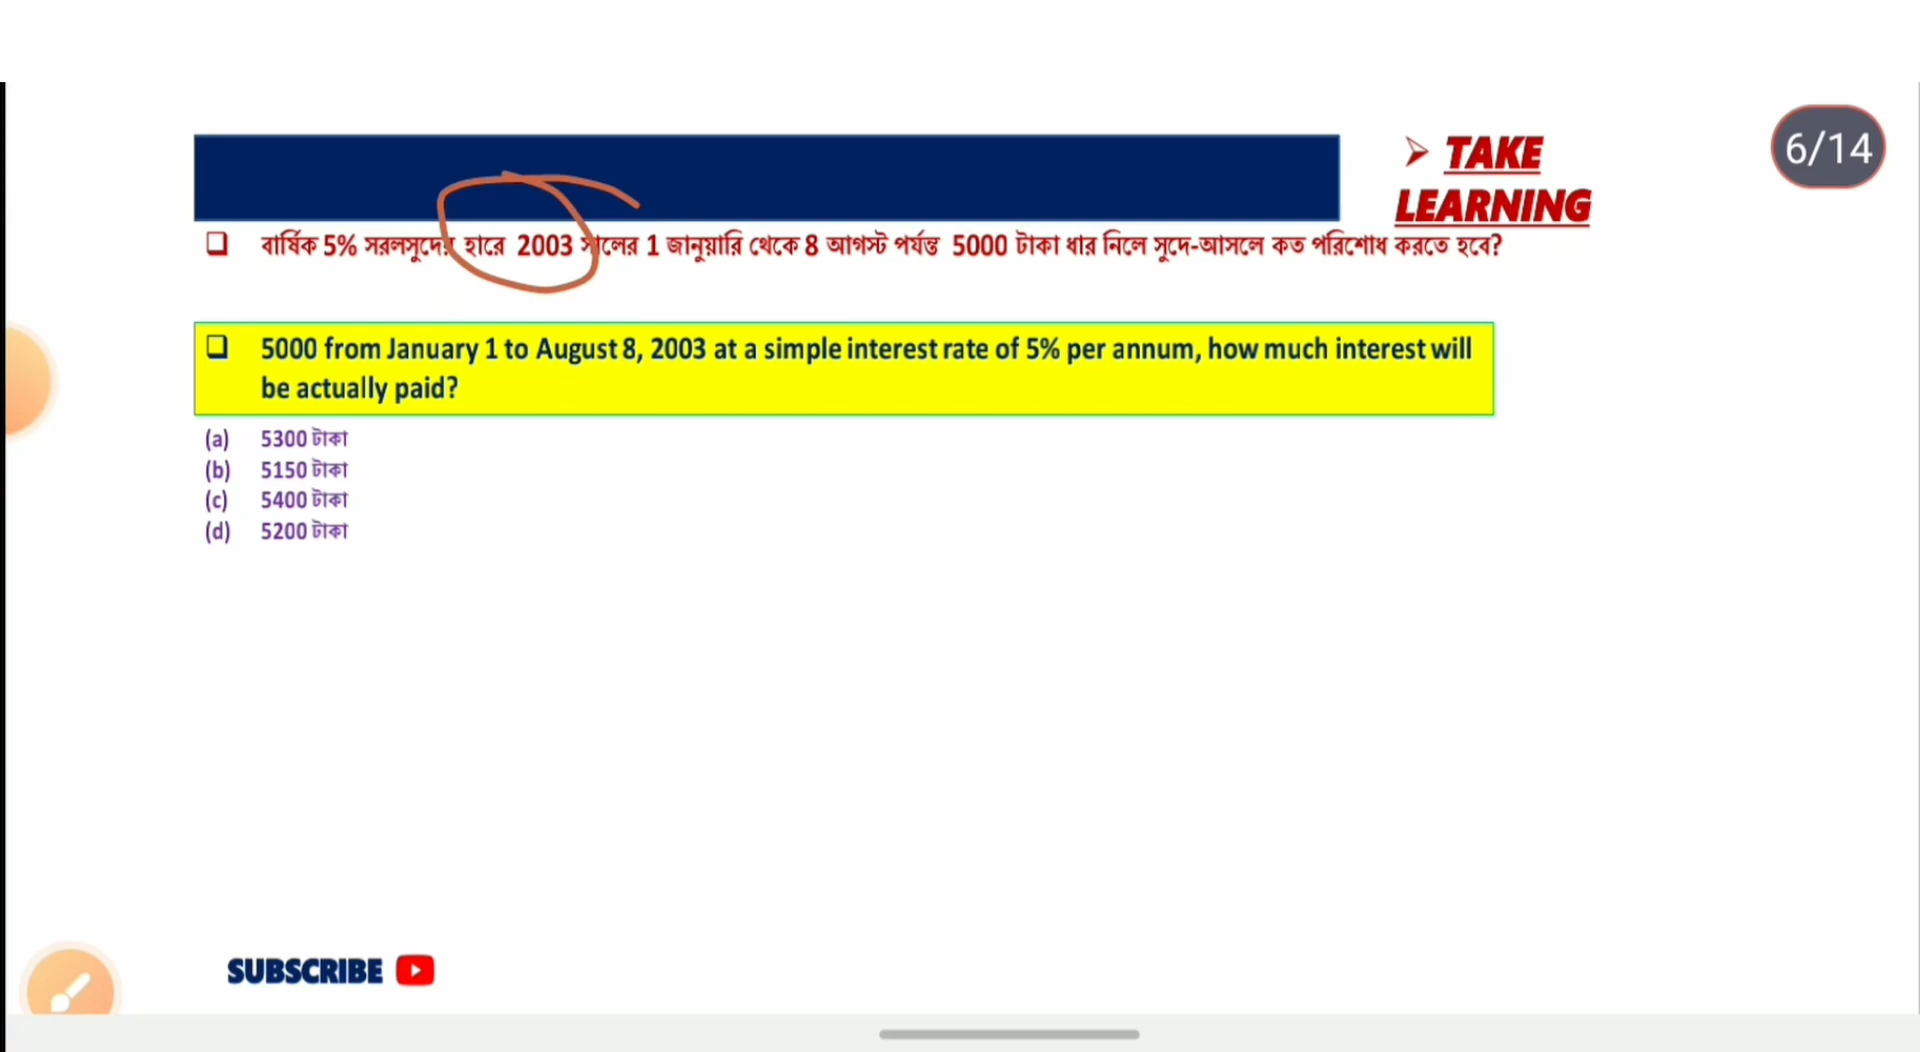 ➢ TAKE
LEARNING
6/14
❑ বার্ষিক 5% সরলসুদের হারে 2003 সালের 1 জানুয়ারি থেকে 8 আগস্ট পর্যন্ত 5000 টাকা ধার নিলে সুদে-আসলে কত পরিশোধ করতে হবে?
❑ 5000 from January 1 to August 8, 2003 at a simple interest rate of 5% per annum, how much interest will
be actually paid?
(a) 5300 টাকা
(b) 5150 টাকা
(c) 5400 টাকা
(d) 5200 টাকা
SUBSCRIBE